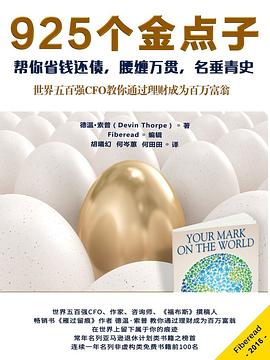 925个金点子
帮你省钱还债，腰缠万贯，名垂青史
世界五百强CFO教你通过理财成为百万富翁
德温·索普（Devin Thorpe）◎ 著
Fiberead ◎ 编辑
胡曦幻 何岑蕙 何田田 ◎ 译
YOUR MARK
ON THE WORLD
世界五百强CFO、作家、咨询师、《福布斯》撰稿人
畅销书《雁过留痕》作者 德温·索普 教你通过理财成为百万富翁
在世界上留下属于你的痕迹
常年名列亚马逊退休计划类书籍之榜首
连续一年名列非虚构类免费书籍前100名
Fiberead
· 2016 ·